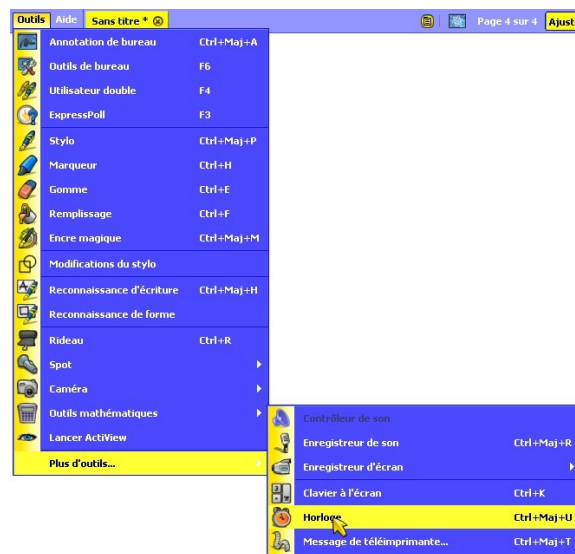 Outils Aide Sans titre * Page 4 sur 4 Ajust
Annotation de bureau Ctrl+Maj+A
Outils de bureau F6
Utilisateur double F4
ExpressPoll F3
Stylo Ctrl+Maj+P
Marqueur Ctrl+H
Gomme Ctrl+E
Remplissage Ctrl+F
Encre magique Ctrl+Maj+M
Modifications du stylo
Reconnaissance d'écriture Ctrl+Maj+H
Reconnaissance de forme
Rideau Ctrl+R
Spot
Caméra
Outils mathématiques
Lancer ActiView
Plus d'outils...
Contrôleur de son
Enregistreur de son Ctrl+Maj+R
Enregistreur d'écran
Clavier à l'écran Ctrl+K
Horloge Ctrl+Maj+U
Message de téléimprimante... Ctrl+Maj+T